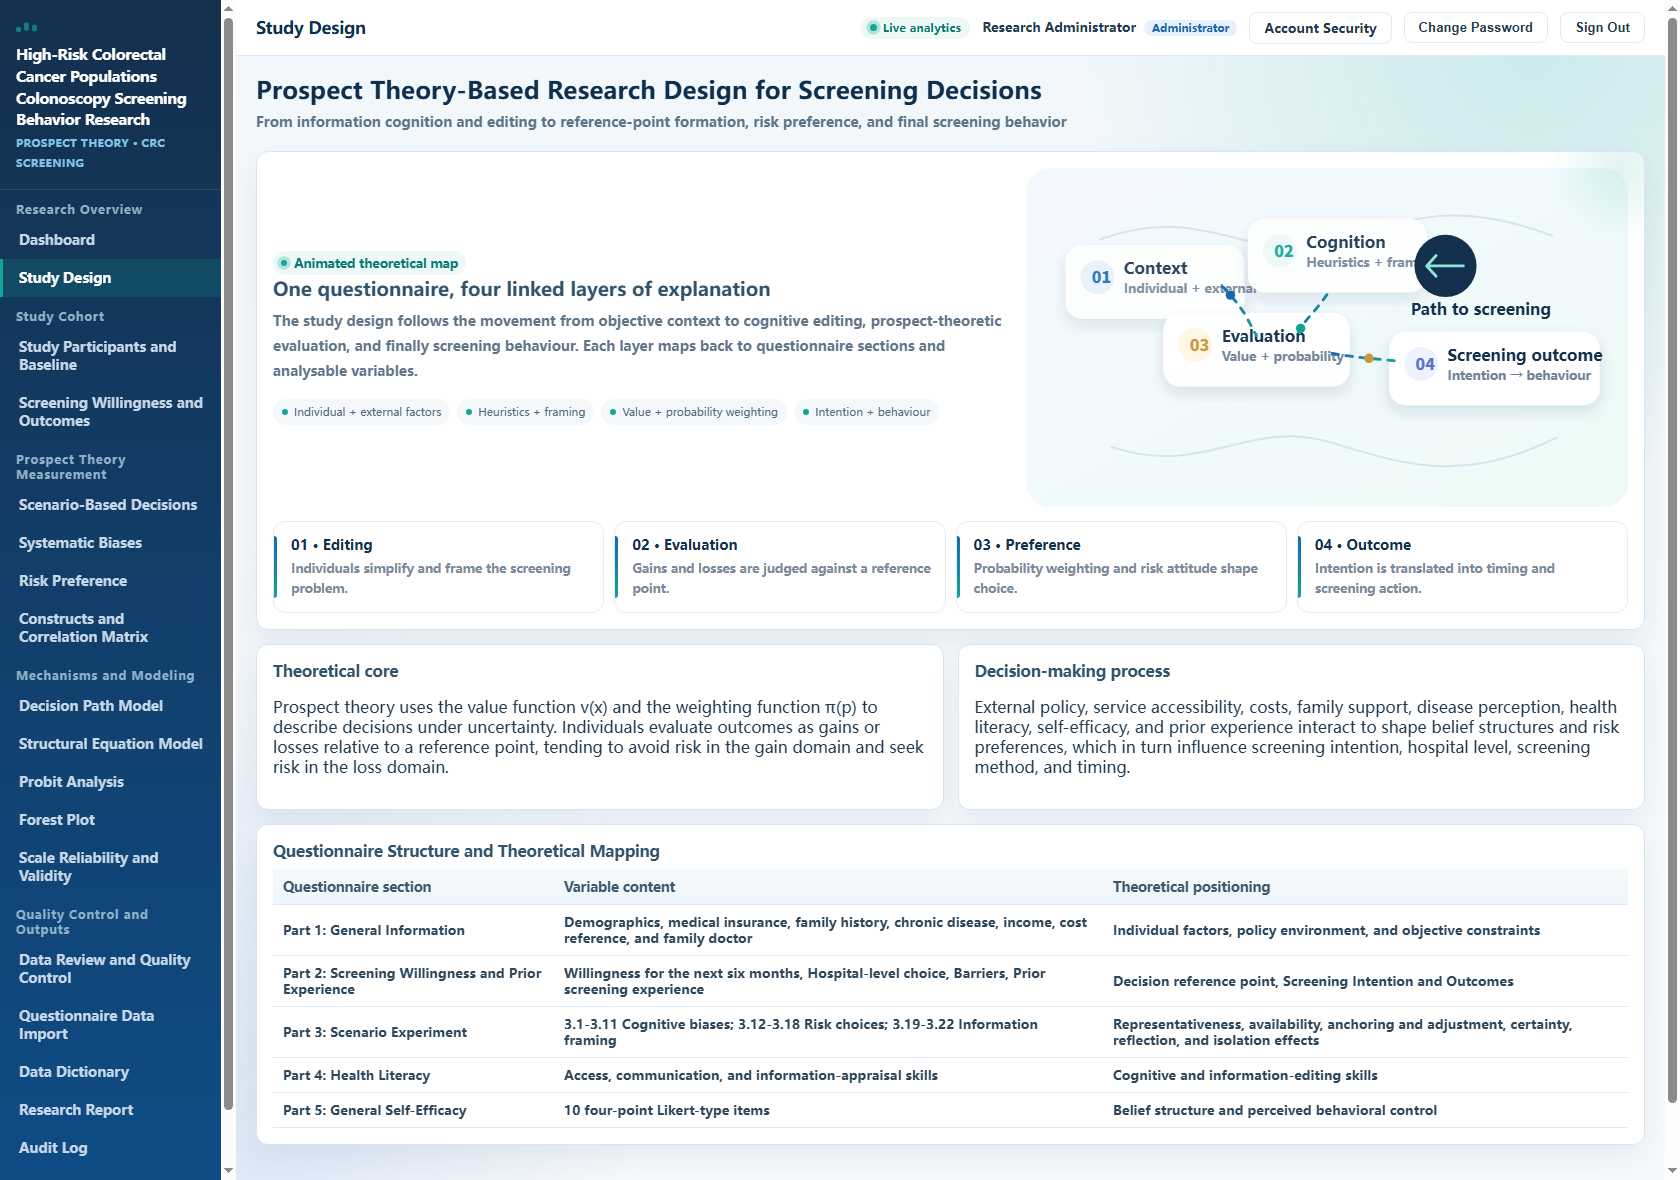 High-Risk Colorectal
Cancer Populations
Colonoscopy Screening
Behavior Research
PROSPECT THEORY • CRC
SCREENING
Research Overview
Dashboard
Study Design
Study Cohort
Study Participants and
Baseline
Screening Willingness and
Outcomes
Prospect Theory
Measurement
Scenario-Based Decisions
Systematic Biases
Risk Preference
Constructs and
Correlation Matrix
Mechanisms and Modeling
Decision Path Model
Structural Equation Model
Probit Analysis
Forest Plot
Scale Reliability and
Validity
Quality Control and
Outputs
Data Review and Quality
Control
Questionnaire Data
Import
Data Dictionary
Research Report
Audit Log
Study Design
Live analytics
Research Administrator
Administrator
Account Security
Change Password
Sign Out
Prospect Theory-Based Research Design for Screening Decisions
From information cognition and editing to reference-point formation, risk preference, and final screening behavior
Animated theoretical map
One questionnaire, four linked layers of explanation
The study design follows the movement from objective context to cognitive editing, prospect-theoretic
evaluation, and finally screening behaviour. Each layer maps back to questionnaire sections and
analysable variables.
Individual + external factors
Heuristics + framing
Value + probability weighting
Intention + behaviour
01
Context
Individual + external
02
Cognition
Heuristics + fram
Path to screening
03
Evaluation
Value + probability
04
Screening outcome
Intention → behaviour
01 • Editing
Individuals simplify and frame the screening
problem.
02 • Evaluation
Gains and losses are judged against a reference
point.
03 • Preference
Probability weighting and risk attitude shape
choice.
04 • Outcome
Intention is translated into timing and
screening action.
Theoretical core
Prospect theory uses the value function v(x) and the weighting function π(p) to
describe decisions under uncertainty. Individuals evaluate outcomes as gains or
losses relative to a reference point, tending to avoid risk in the gain domain and seek
risk in the loss domain.
Decision-making process
External policy, service accessibility, costs, family support, disease perception, health
literacy, self-efficacy, and prior experience interact to shape belief structures and risk
preferences, which in turn influence screening intention, hospital level, screening
method, and timing.
Questionnaire Structure and Theoretical Mapping
Questionnaire section
Variable content
Theoretical positioning
Part 1: General Information
Demographics, medical insurance, family history, chronic disease, income, cost
reference, and family doctor
Individual factors, policy environment, and objective constraints
Part 2: Screening Willingness and Prior
Experience
Willingness for the next six months, Hospital-level choice, Barriers, Prior
screening experience
Decision reference point, Screening Intention and Outcomes
Part 3: Scenario Experiment
3.1-3.11 Cognitive biases; 3.12-3.18 Risk choices; 3.19-3.22 Information
framing
Representativeness, availability, anchoring and adjustment, certainty,
reflection, and isolation effects
Part 4: Health Literacy
Access, communication, and information-appraisal skills
Cognitive and information-editing skills
Part 5: General Self-Efficacy
10 four-point Likert-type items
Belief structure and perceived behavioral control